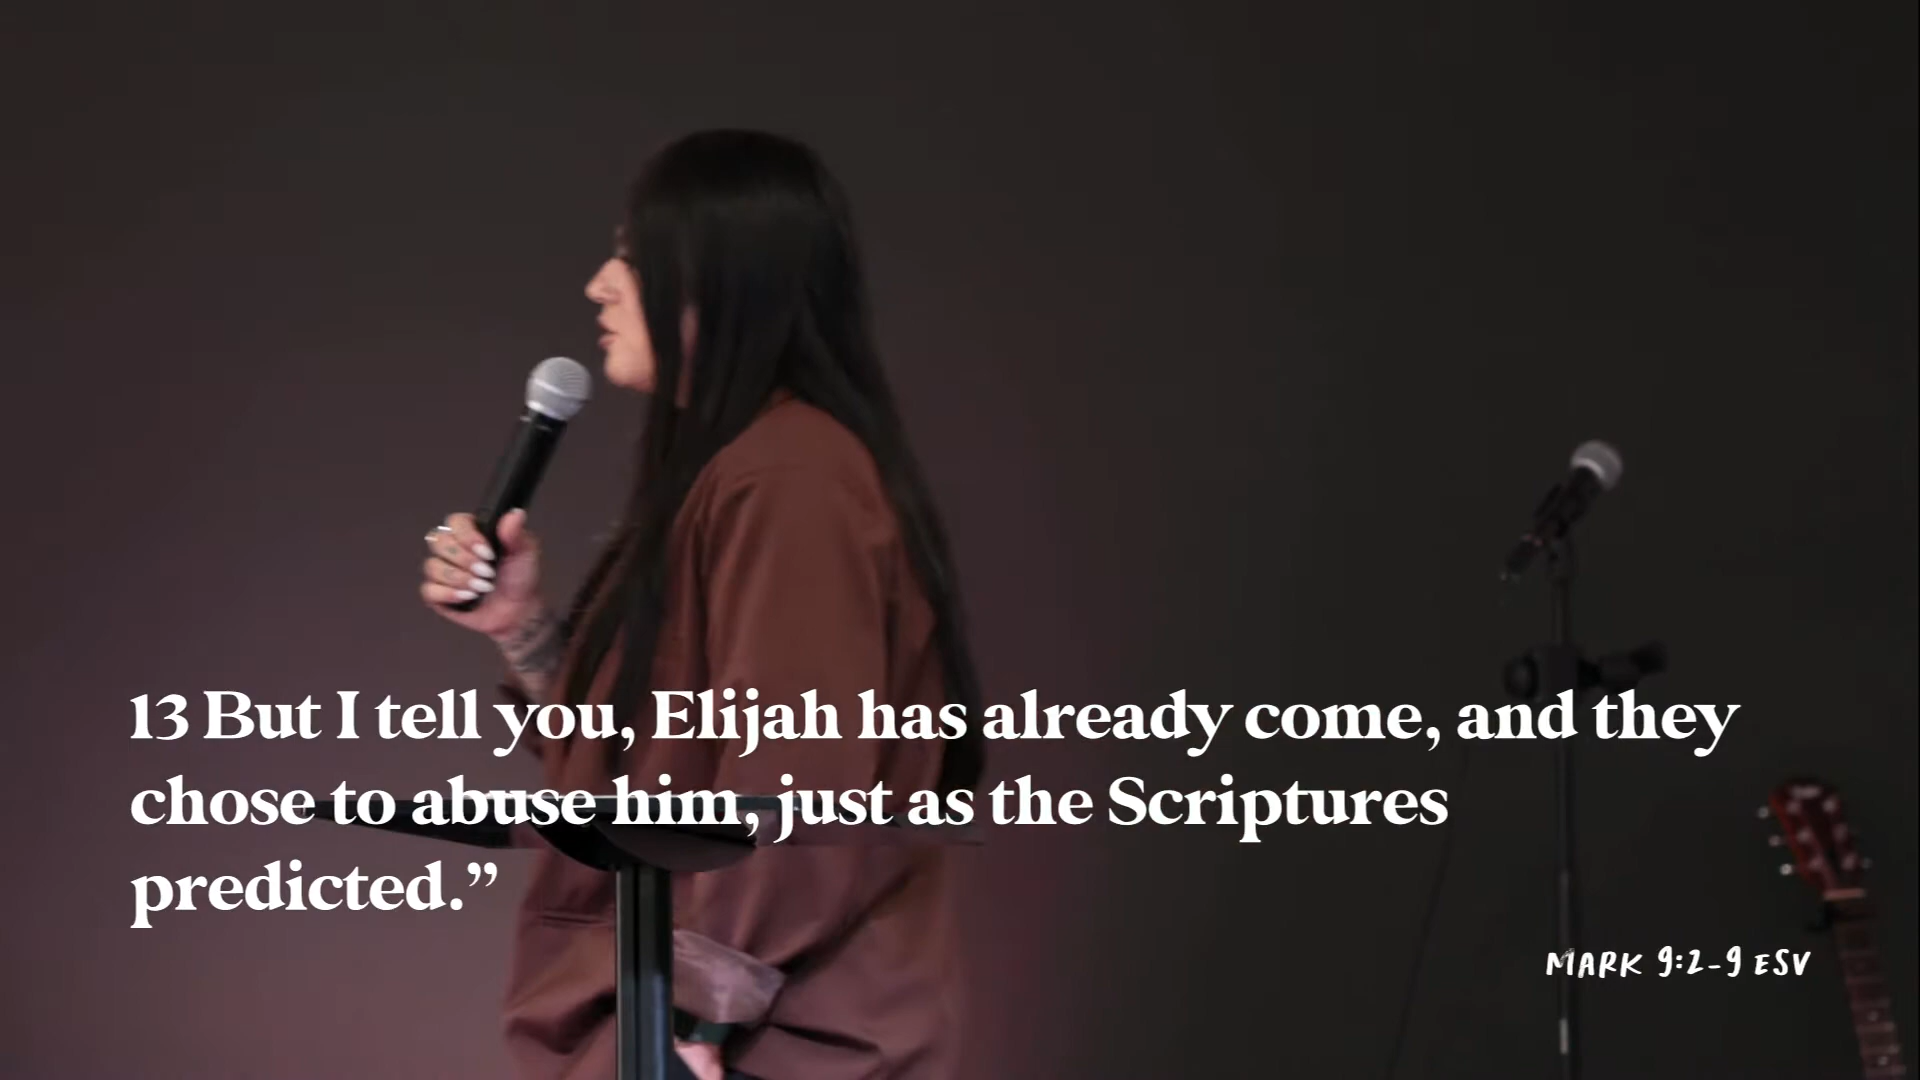 13 But I tell you, Elijah has already come, and they
chose to abuse him, just as the Scriptures
predicted.”
MARK 9:2-9 ESV